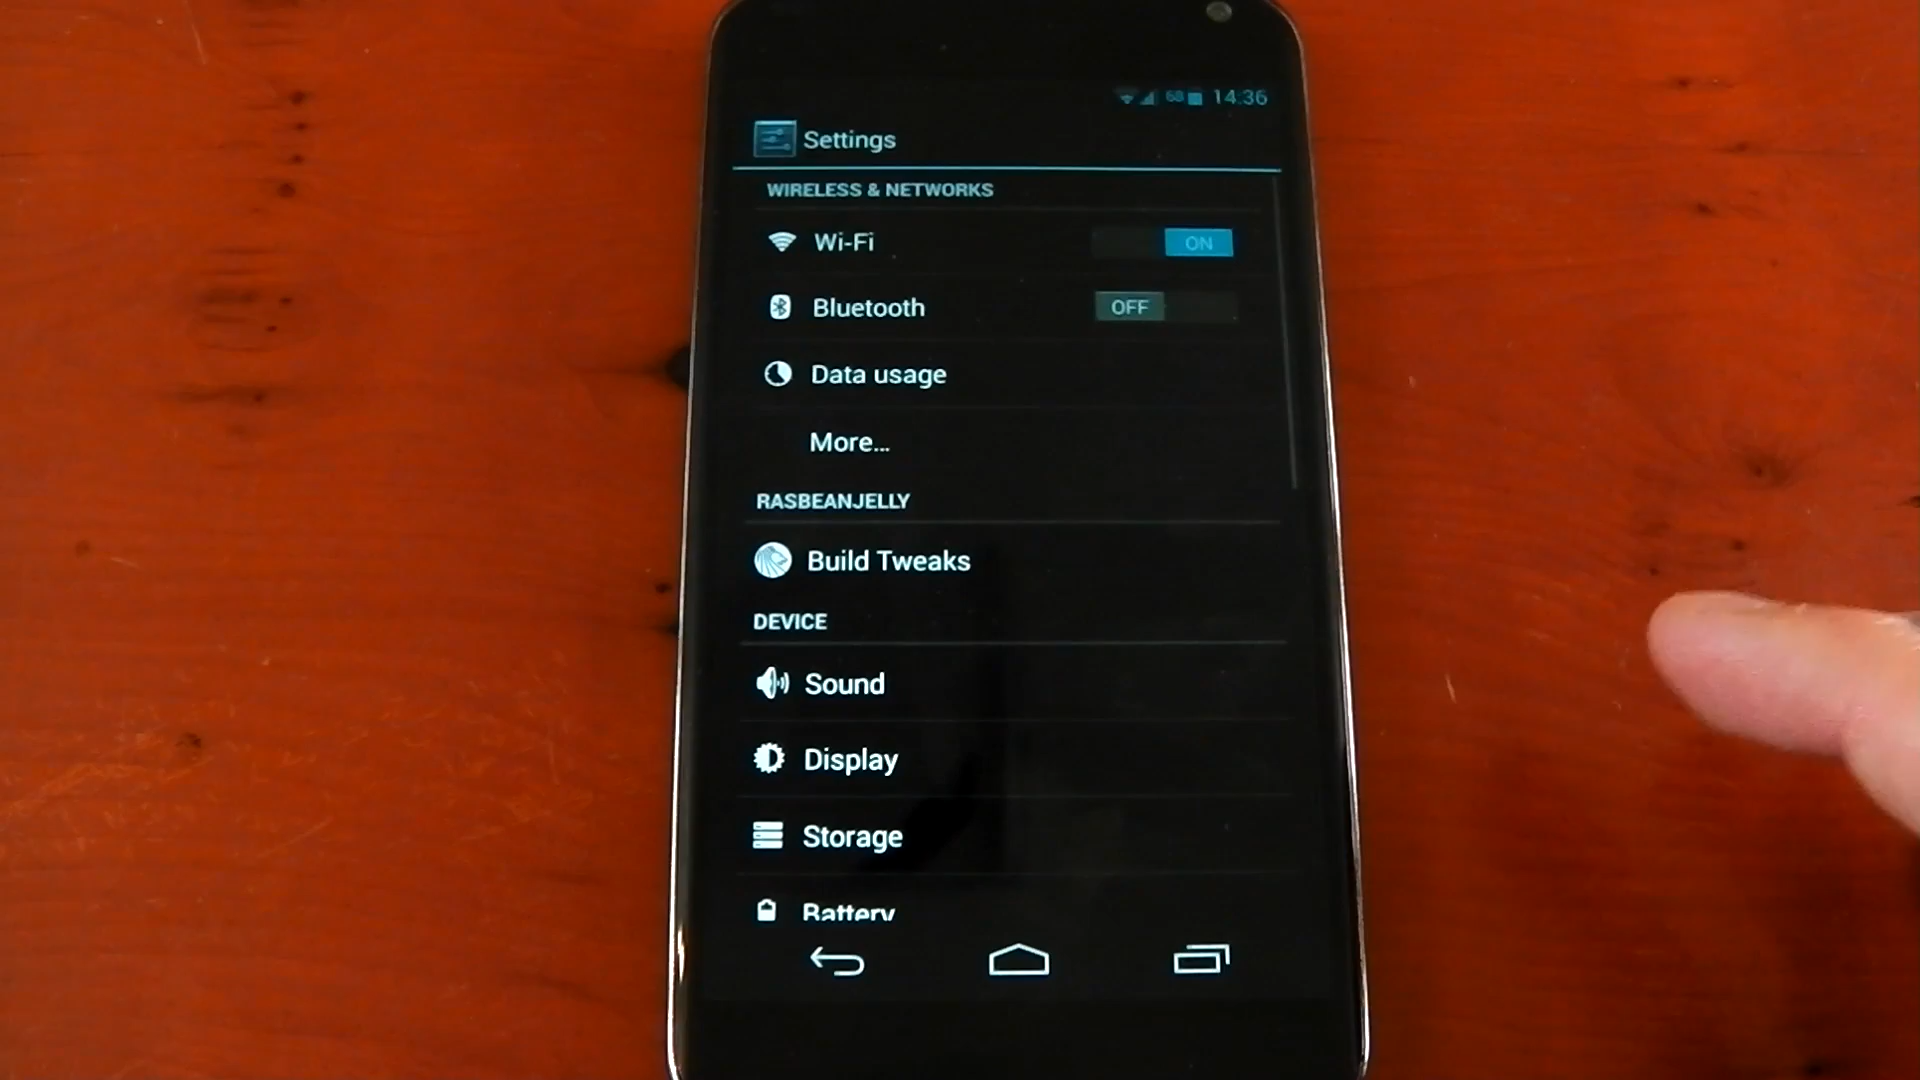 68 14:36
Settings
WIRELESS & NETWORKS
Wi-Fi ON
Bluetooth OFF
Data usage
More...
RASBEANJELLY
Build Tweaks
DEVICE
Sound
Display
Storage
Battery